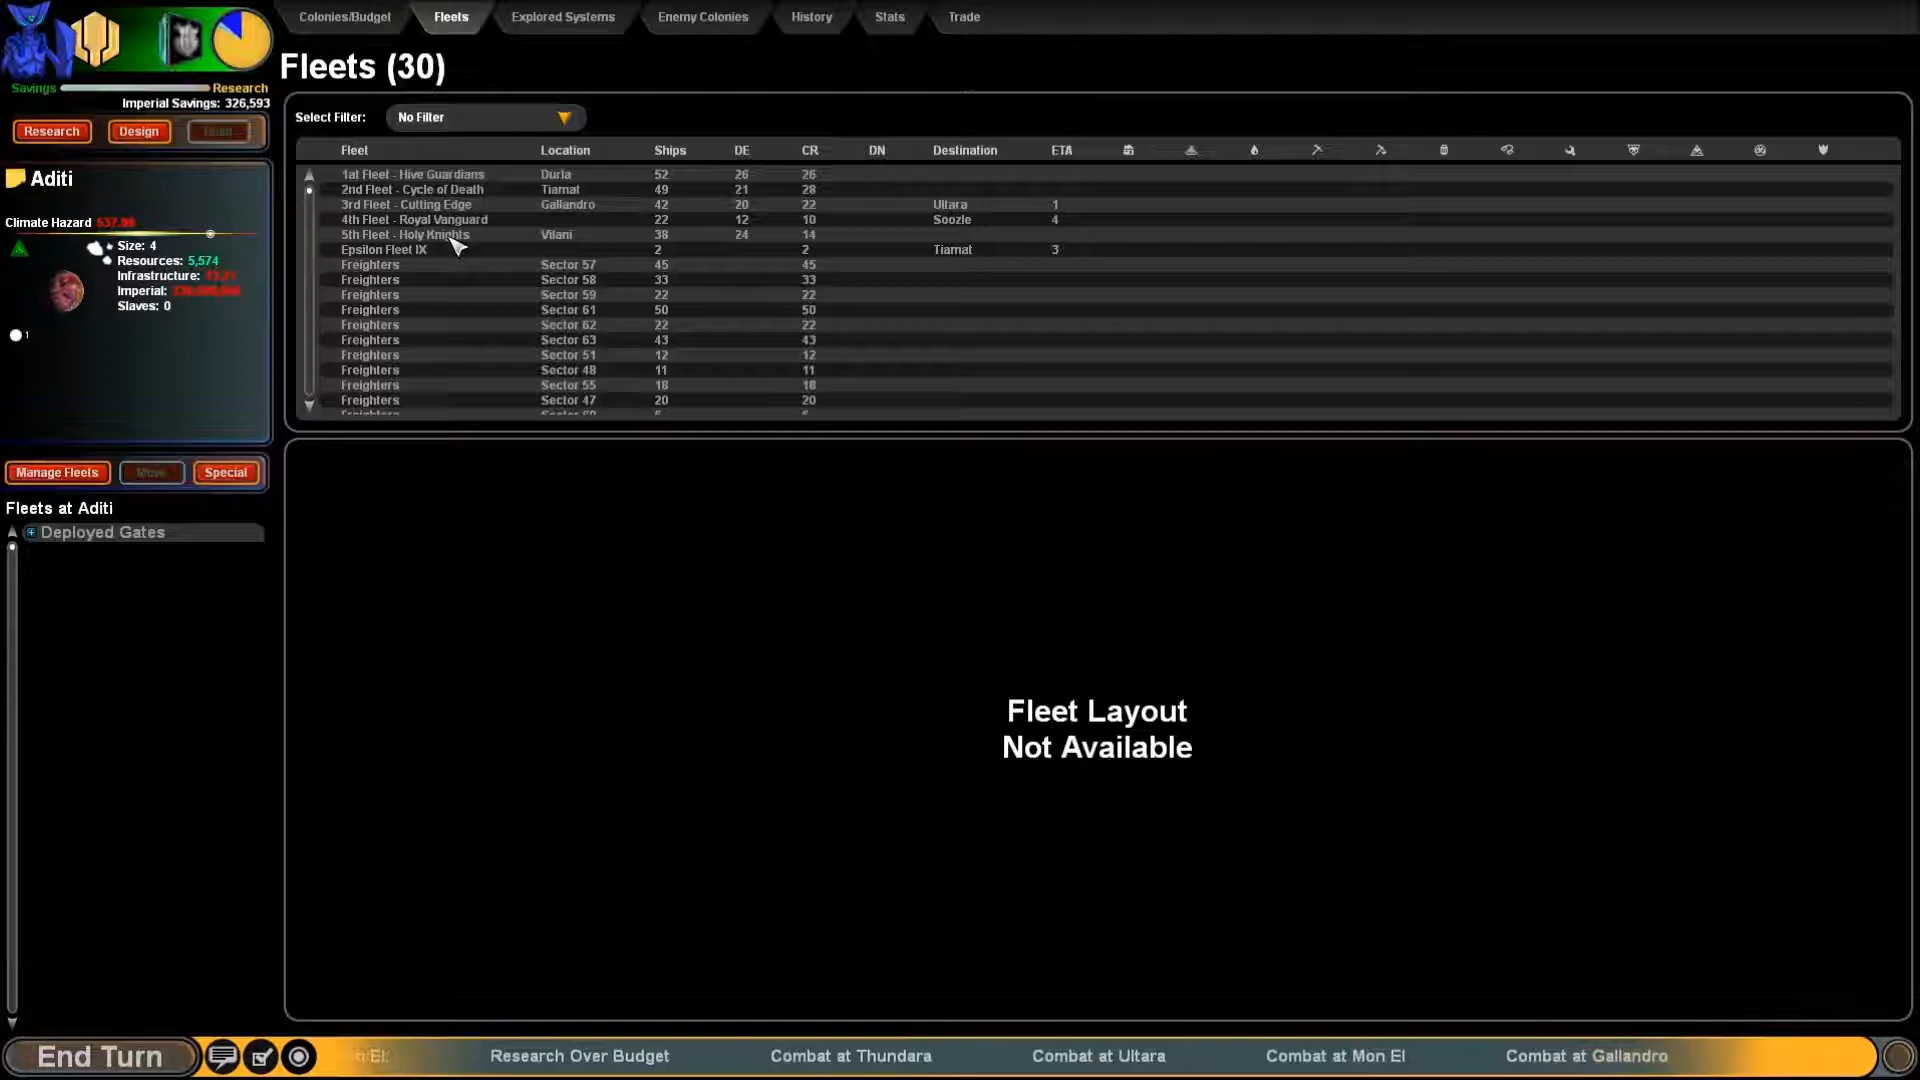 Colonies/Budget Fleets Explored Systems Enemy Colonies History Stats Trade
Savings Research
Imperial Savings: 326,593
Research Design
Aditi
Climate Hazard 537.99
Size: 4
Resources: 5,574
Infrastructure:
Imperial:
Slaves: 0
1
Manage Fleets Move Special
Fleets at Aditi
Deployed Gates
Fleets (30)
Select Filter: No Filter
Fleet Location Ships DE CR DN Destination ETA
1st Fleet - Hive Guardians Durla 52 26 26
2nd Fleet - Cycle of Death Tiamat 49 21 28
3rd Fleet - Cutting Edge Gallandro 42 20 22 Ultara 1
4th Fleet - Royal Vanguard 22 12 10 Soozle 4
5th Fleet - Holy Knights Vilani 38 24 14
Epsilon Fleet IX 2 2 Tiamat 3
Freighters Sector 57 45 45
Freighters Sector 58 33 33
Freighters Sector 59 22 22
Freighters Sector 61 50 50
Freighters Sector 62 22 22
Freighters Sector 63 43 43
Freighters Sector 51 12 12
Freighters Sector 48 11 11
Freighters Sector 55 18 18
Freighters Sector 47 20 20
Fleet Layout
Not Available
End Turn
Research Over Budget Combat at Thundara Combat at Ultara Combat at Mon El Combat at Gallandro